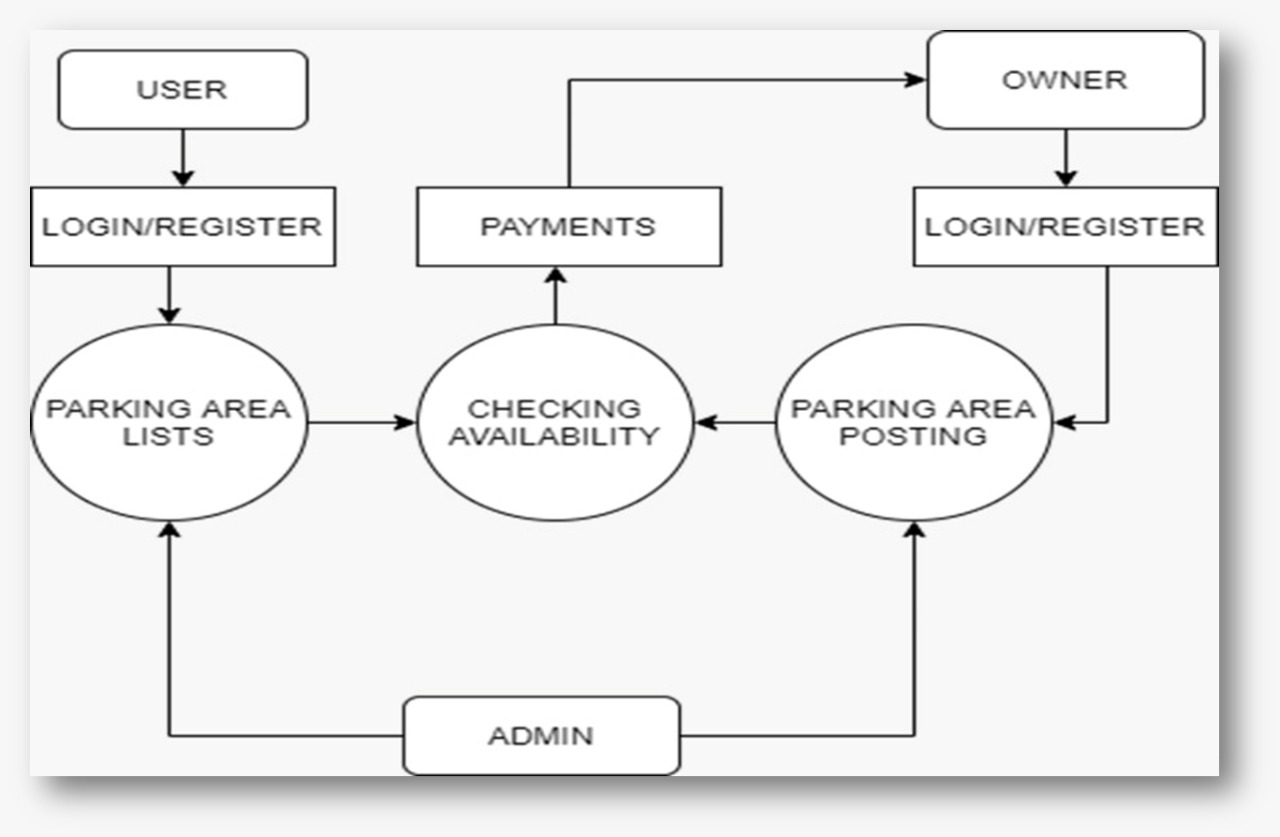 USER
OWNER
LOGIN/REGISTER
PAYMENTS
LOGIN/REGISTER
PARKING AREA
LISTS
CHECKING
AVAILABILITY
PARKING AREA
POSTING
ADMIN